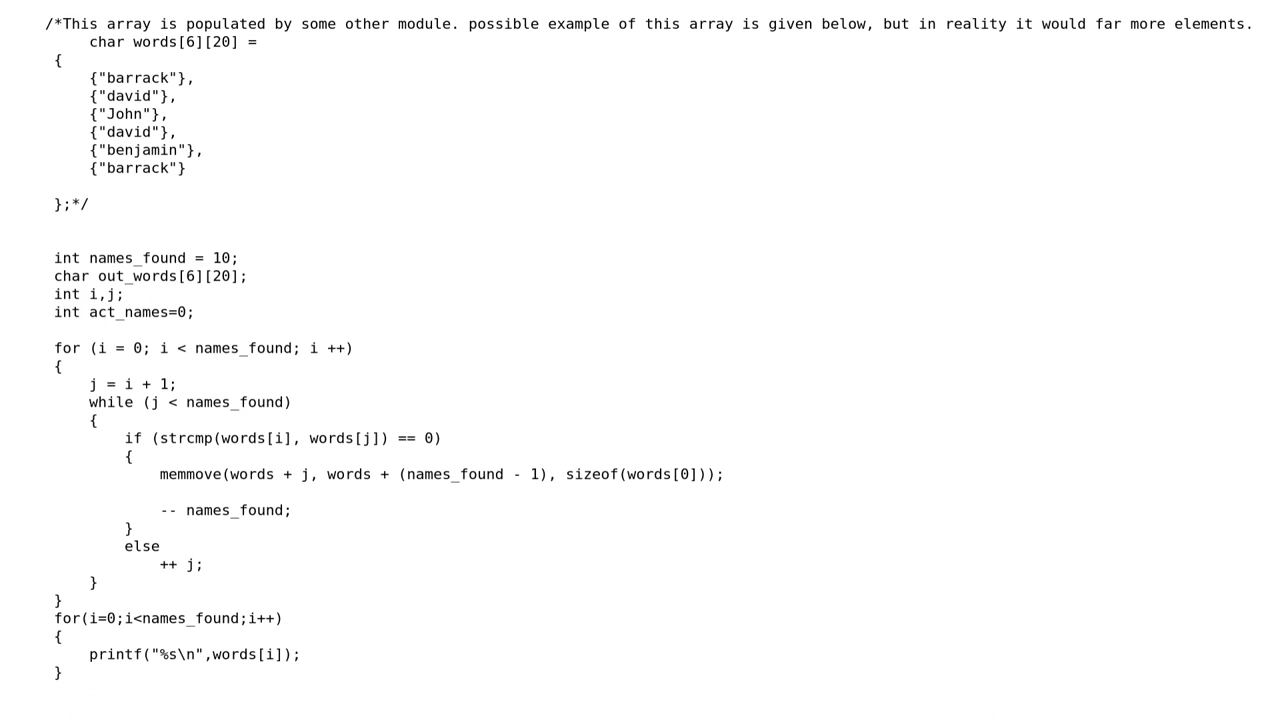 /*This array is populated by some other module. possible example of this array is given below, but in reality it would far more elements.
     char words[6][20] =
 {
     {"barrack"},
     {"david"},
     {"John"},
     {"david"},
     {"benjamin"},
     {"barrack"}

 };*/


 int names_found = 10;
 char out_words[6][20];
 int i,j;
 int act_names=0;

 for (i = 0; i < names_found; i ++)
 {
     j = i + 1;
     while (j < names_found)
     {
         if (strcmp(words[i], words[j]) == 0)
         {
             memmove(words + j, words + (names_found - 1), sizeof(words[0]));

             -- names_found;
         }
         else
             ++ j;
     }
 }
 for(i=0;i<names_found;i++)
 {
     printf("%s\n",words[i]);
 }